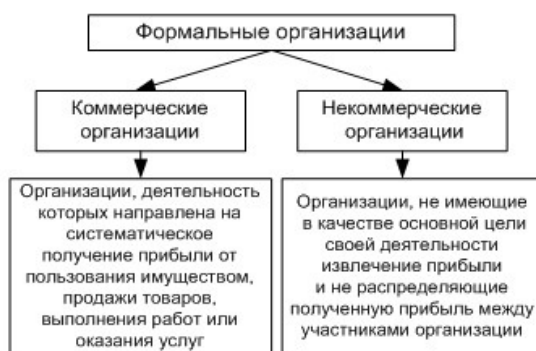 Формальные организации
Коммерческие
организации
Некоммерческие
организации
Организации, деятельность
которых направлена на
систематическое
получение прибыли от
пользования имуществом,
продажи товаров,
выполнения работ или
оказания услуг
Организации, не имеющие
в качестве основной цели
своей деятельности
извлечение прибыли
и не распределяющие
полученную прибыль между
участниками организации